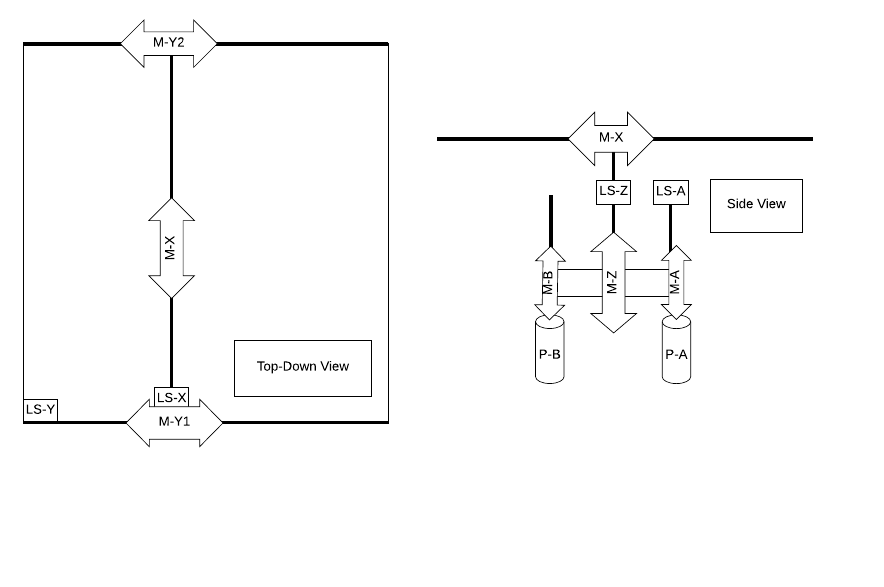 M-Y2
M-X
Top-Down View
LS-X
LS-Y
M-Y1
M-X
LS-Z
LS-A
Side View
M-B
M-Z
M-A
P-B
P-A